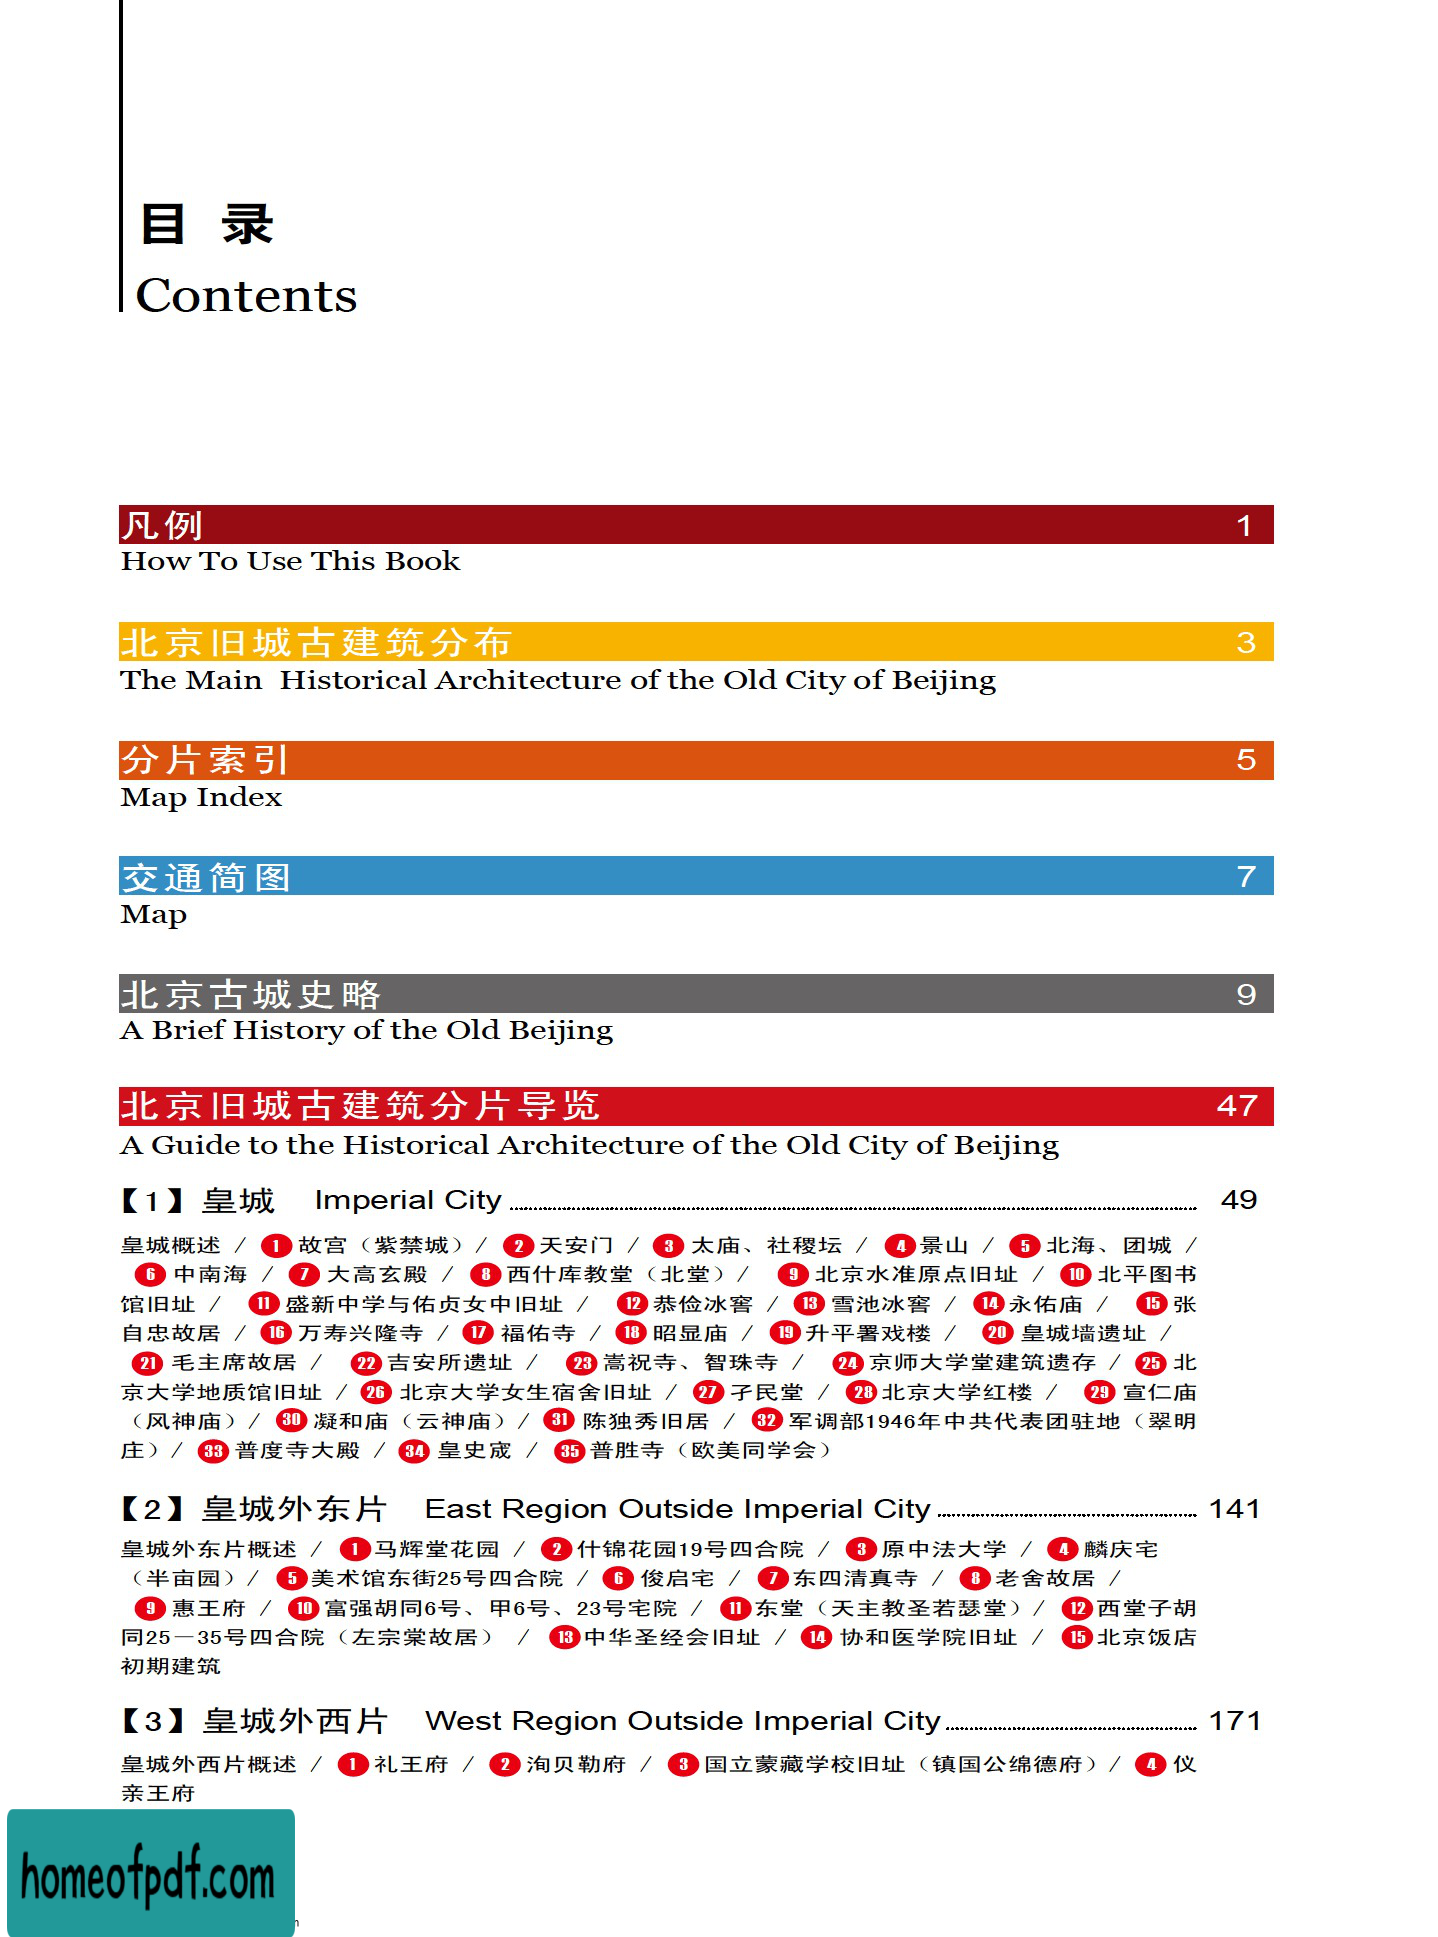 目 录
Contents
凡例 1
How To Use This Book
北京旧城古建筑分布 3
The Main Historical Architecture of the Old City of Beijing
分片索引 5
Map Index
交通简图 7
Map
北京古城史略 9
A Brief History of the Old Beijing
北京旧城古建筑分片导览 47
A Guide to the Historical Architecture of the Old City of Beijing
【1】皇城 Imperial City 49
皇城概述 / 1 故宫（紫禁城）/ 2 天安门 / 3 太庙、社稷坛 / 4 景山 / 5 北海、团城 /
6 中南海 / 7 大高玄殿 / 8 西什库教堂（北堂）/ 9 北京水准原点旧址 / 10 北平图书
馆旧址 / 11 盛新中学与佑贞女中旧址 / 12 恭俭冰窖 / 13 雪池冰窖 / 14 永佑庙 / 15 张
自忠故居 / 16 万寿兴隆寺 / 17 福佑寺 / 18 昭显庙 / 19 升平署戏楼 / 20 皇城墙遗址 /
21 毛主席故居 / 22 吉安所遗址 / 23 嵩祝寺、智珠寺 / 24 京师大学堂建筑遗存 / 25 北
京大学地质馆旧址 / 26 北京大学女生宿舍旧址 / 27 孑民堂 / 28 北京大学红楼 / 29 宣仁庙
（风神庙）/ 30 凝和庙（云神庙）/ 31 陈独秀旧居 / 32 军调部1946年中共代表团驻地（翠明
庄）/ 33 普度寺大殿 / 34 皇史宬 / 35 普胜寺（欧美同学会）
【2】皇城外东片 East Region Outside Imperial City 141
皇城外东片概述 / 1 马辉堂花园 / 2 什锦花园19号四合院 / 3 原中法大学 / 4 麟庆宅
（半亩园）/ 5 美术馆东街25号四合院 / 6 俊启宅 / 7 东四清真寺 / 8 老舍故居 /
9 惠王府 / 10 富强胡同6号、甲6号、23号宅院 / 11 东堂（天主教圣若瑟堂）/ 12 西堂子胡
同25－35号四合院（左宗棠故居） / 13 中华圣经会旧址 / 14 协和医学院旧址 / 15 北京饭店
初期建筑
【3】皇城外西片 West Region Outside Imperial City 171
皇城外西片概述 / 1 礼王府 / 2 洵贝勒府 / 3 国立蒙藏学校旧址（镇国公绵德府）/ 4 仪
亲王府
homeofpdf.com